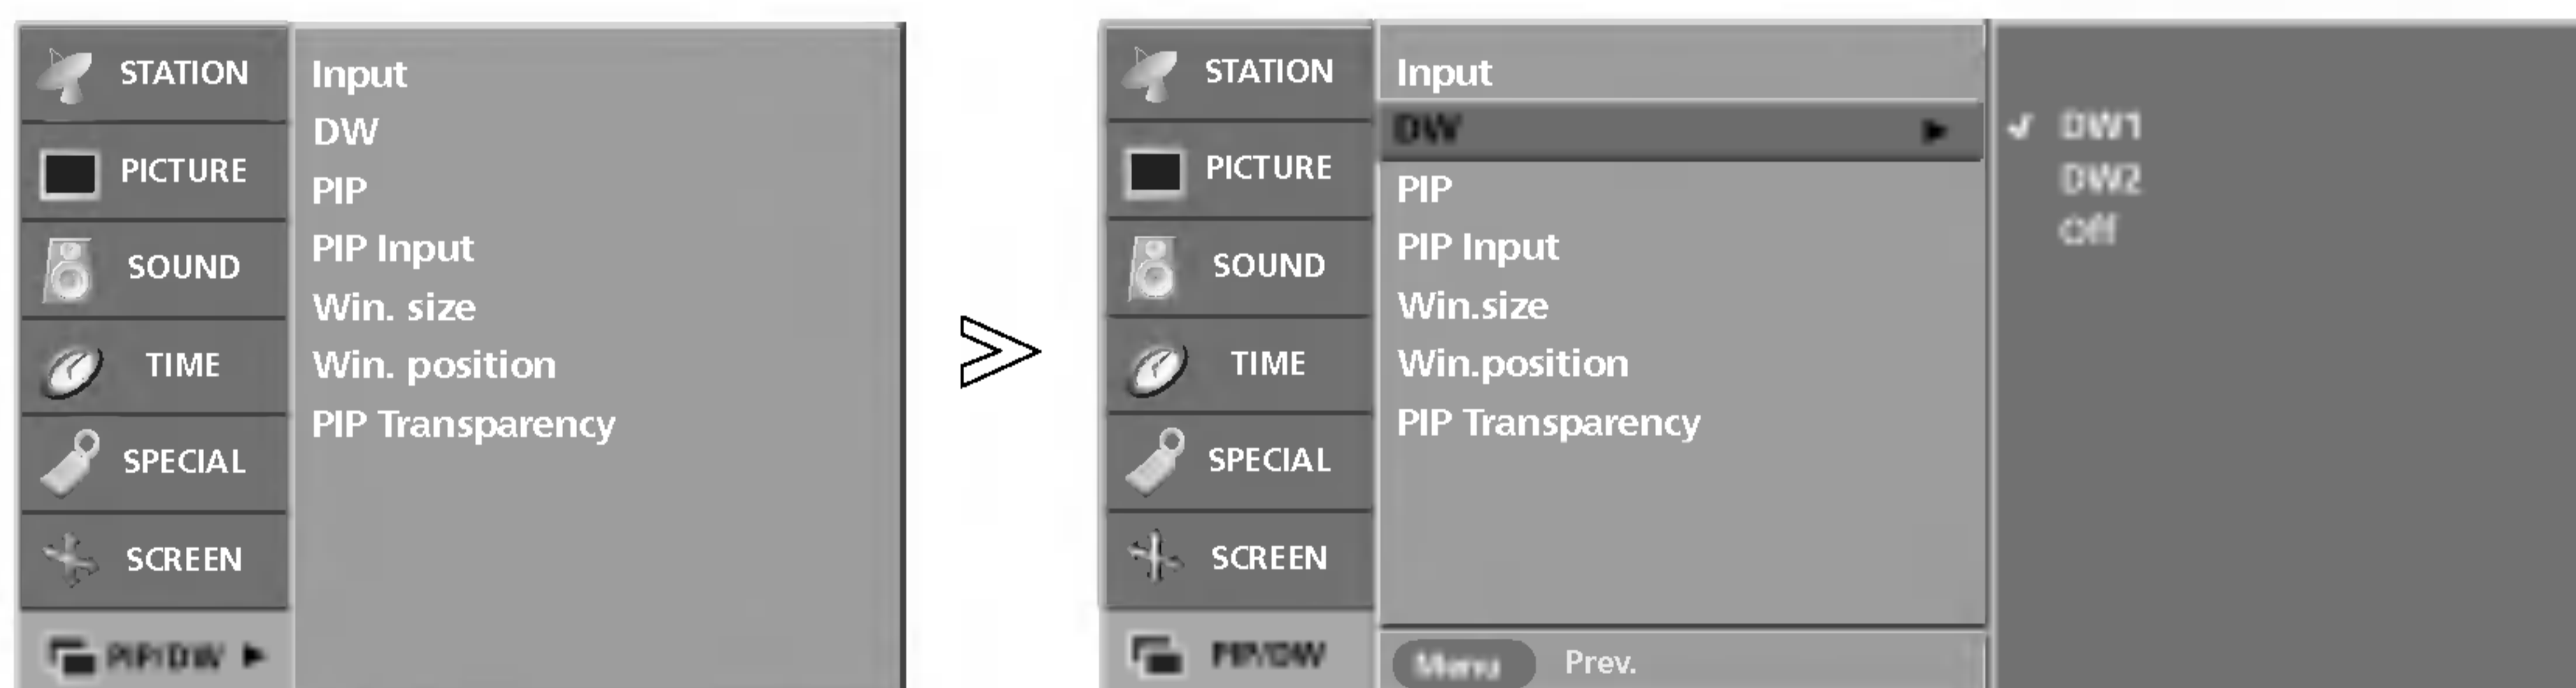 STATION
PICTURE
SOUND
TIME
SPECIAL
SCREEN
PIP/DW
Input
DW
PIP
PIP Input
Win. size
Win. position
PIP Transparency
STATION
PICTURE
SOUND
TIME
SPECIAL
SCREEN
PIP/DW
Input
DW
PIP
PIP Input
Win.size
Win.position
PIP Transparency
Menu Prev.
DW1
DW2
Off